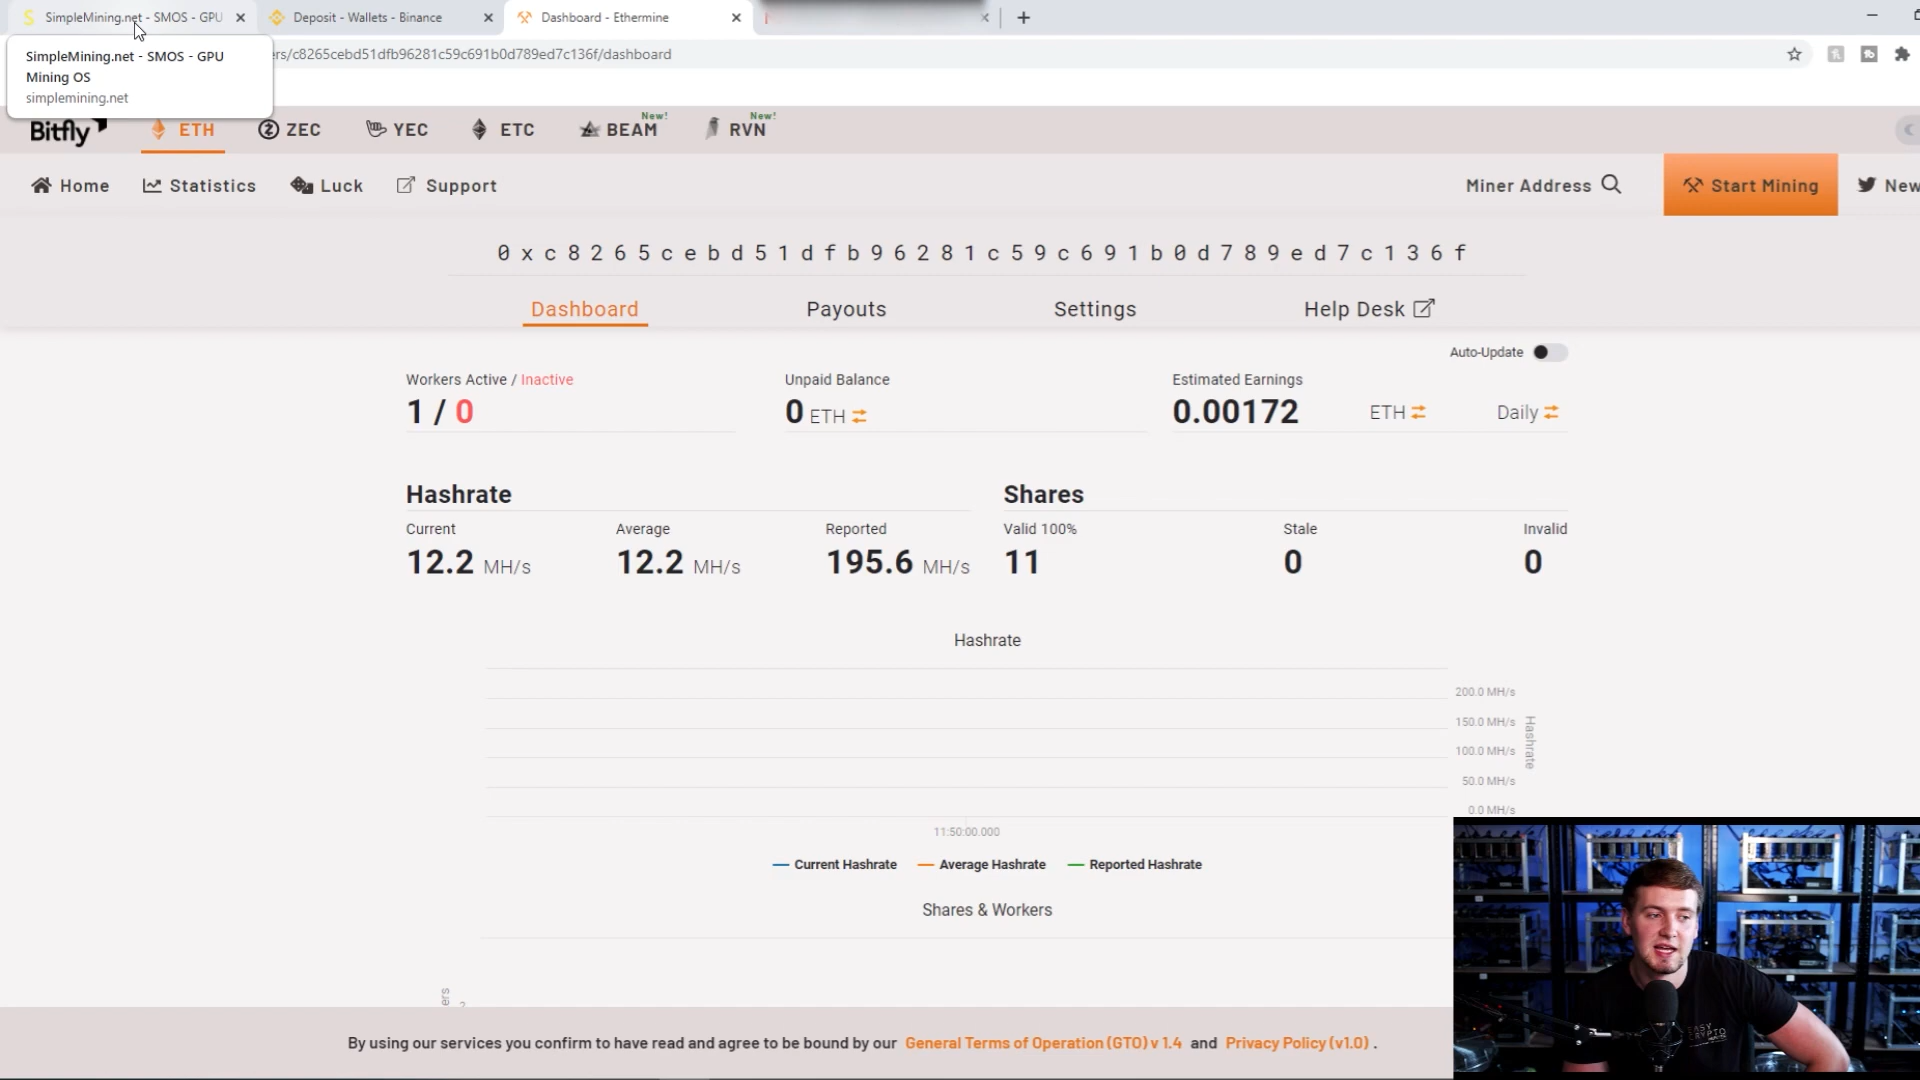 SimpleMining.net - SMOS - GPU
Deposit - Wallets - Binance
Dashboard - Ethermine
SimpleMining.net - SMOS - GPU
Mining OS
simplemining.net
ers/c8265cebd51dfb96281c59c691b0d789ed7c136f/dashboard
Bitfly
ETH
ZEC
YEC
ETC
BEAM New!
RVN New!
Home
Statistics
Luck
Support
Miner Address
Start Mining
New
0xc8265cebd51dfb96281c59c691b0d789ed7c136f
Dashboard
Payouts
Settings
Help Desk
Auto-Update
Workers Active / Inactive
Unpaid Balance
Estimated Earnings
1 / 0
0 ETH
0.00172
ETH
Daily
Hashrate
Shares
Current
Average
Reported
Valid 100%
Stale
Invalid
12.2 MH/s
12.2 MH/s
195.6 MH/s
11
0
0
Hashrate
200.0 MH/s
150.0 MH/s
100.0 MH/s
50.0 MH/s
0.0 MH/s
Hashrate
11:50:00.000
Current Hashrate
Average Hashrate
Reported Hashrate
Shares & Workers
ers
2
By using our services you confirm to have read and agree to be bound by our General Terms of Operation (GTO) v 1.4 and Privacy Policy (v1.0) .
EASY
CRYPTO